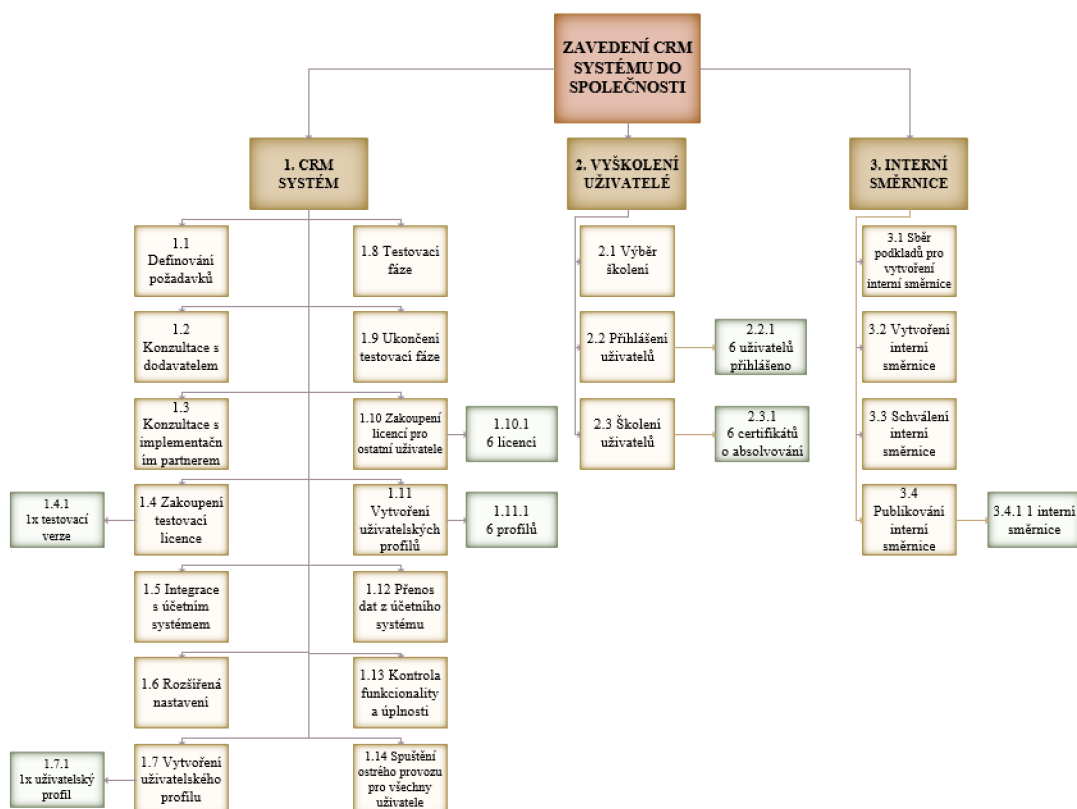 ZAVEDENÍ CRM
SYSTÉMU DO
SPOLEČNOSTI
1. CRM
SYSTÉM
1.1
Definování
požadavků
1.2
Konzultace s
dodavatelem
1.3
Konzultace s
implementačn
ím partnerem
1.4 Zakoupení
testovací
licence
1.4.1
1x testovací
verze
1.5 Integrace
s účetním
systémem
1.6 Rozšířená
nastavení
1.7 Vytvoření
uživatelského
profilu
1.7.1
1x uživatelský
profil
1.8 Testovací
fáze
1.9 Ukončení
testovací fáze
1.10 Zakoupení
licencí pro
ostatní uživatele
1.10.1
6 licencí
1.11
Vytvoření
uživatelských
profilů
1.11.1
6 profilů
1.12 Přenos
dat z účetního
systému
1.13 Kontrola
funkcionality
a úplnosti
1.14 Spuštění
ostrého provozu
pro všechny
uživatele
2. VYŠKOLENÍ
UŽIVATELÉ
2.1 Výběr
školení
2.2 Přihlášení
uživatelů
2.2.1
6 uživatelů
přihlášeno
2.3 Školení
uživatelů
2.3.1
6 certifikátů
o absolvování
3. INTERNÍ
SMĚRNICE
3.1 Sběr
podkladů pro
vytvoření
interní směrnice
3.2 Vytvoření
interní
směrnice
3.3 Schválení
interní
směrnice
3.4
Publikování
interní
směrnice
3.4.1 1 interní
směrnice